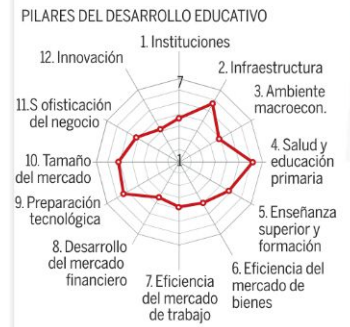 PILARES DEL DESARROLLO EDUCATIVO
1. Instituciones
2. Infraestructura
3. Ambiente
macroecon.
4. Salud y
educación
primaria
5. Enseñanza
superior y
formación
6. Eficiencia del
mercado de
bienes
7. Eficiencia
del mercado
de trabajo
8. Desarrollo
del mercado
financiero
9. Preparación
tecnológica
10. Tamaño
del mercado
11.S ofisticación
del negocio
12. Innovación
7
1